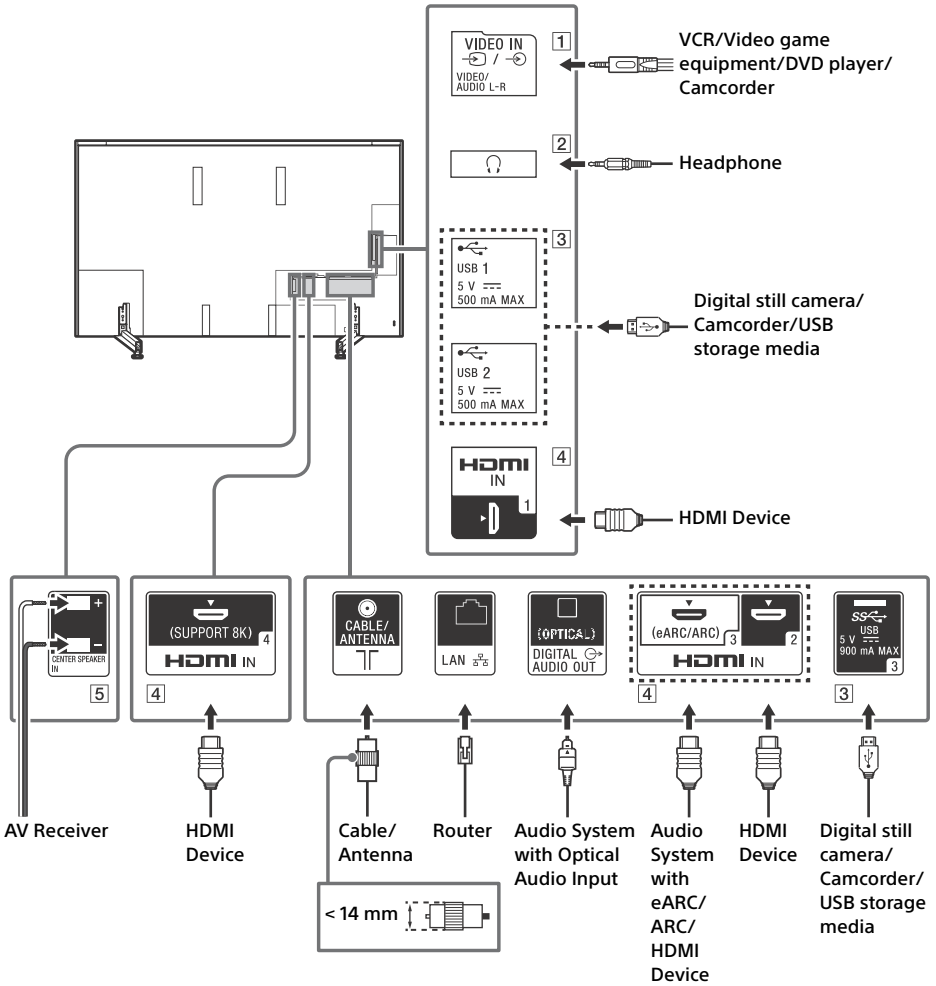 VIDEO IN
/
VIDEO/
AUDIO L-R
1
VCR/Video game
equipment/DVD player/
Camcorder
2
Headphone
3
USB 1
5 V
500 mA MAX
USB 2
5 V
500 mA MAX
Digital still camera/
Camcorder/USB
storage media
4
HDMI
IN
1
HDMI Device
+
–
CENTER SPEAKER
IN
5
(SUPPORT 8K)
4
HDMI IN
4
CABLE/
ANTENNA
LAN
(OPTICAL)
DIGITAL
AUDIO OUT
(eARC/ARC)
3
2
HDMI IN
4
SS
USB
5 V
900 mA MAX
3
3
AV Receiver
HDMI
Device
Cable/
Antenna
Router
Audio System
with Optical
Audio Input
Audio
System
with
eARC/
ARC/
HDMI
Device
HDMI
Device
Digital still
camera/
Camcorder/
USB storage
media
< 14 mm